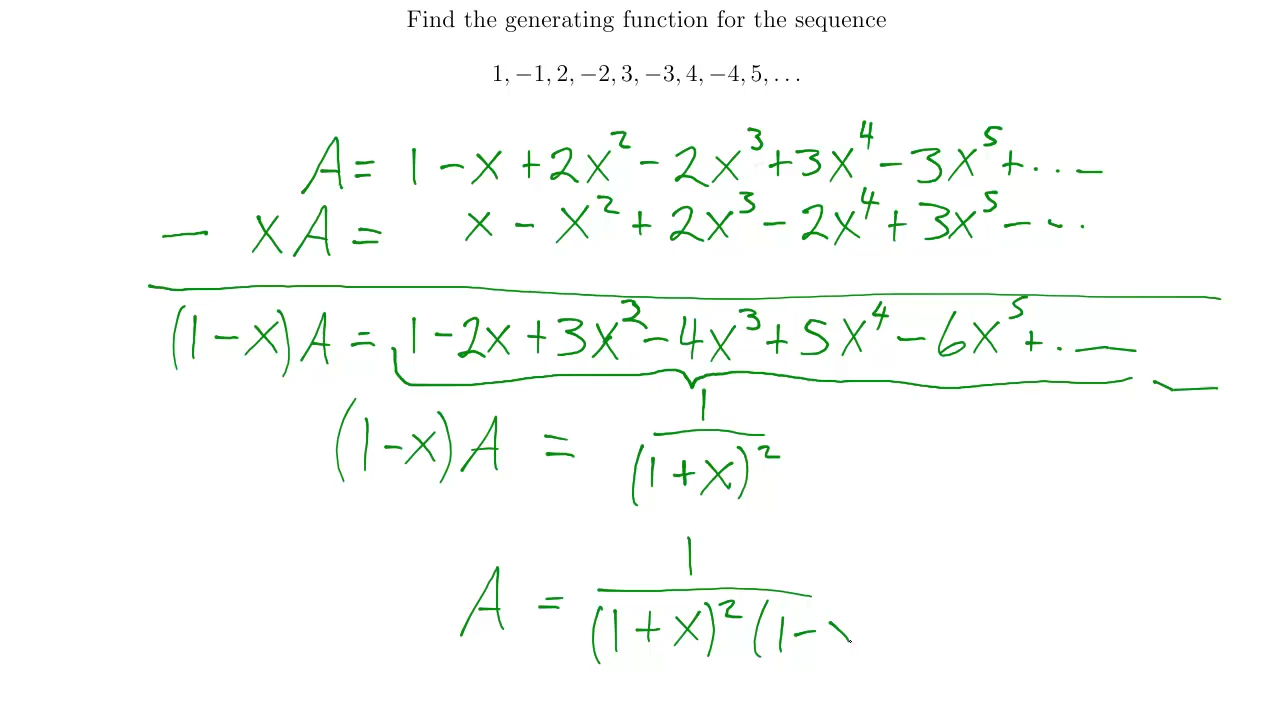 Find the generating function for the sequence
1, −1, 2, −2, 3, −3, 4, −4, 5, . . .
A = 1 − x + 2x² − 2x³ + 3x⁴ − 3x⁵ + ...
− xA = x − x² + 2x³ − 2x⁴ + 3x⁵ − ...
(1 − x)A = 1 − 2x + 3x² − 4x³ + 5x⁴ − 6x⁵ + ...
(1−x)A = 1/(1+x)²
A = 1/(1+x)²(1−